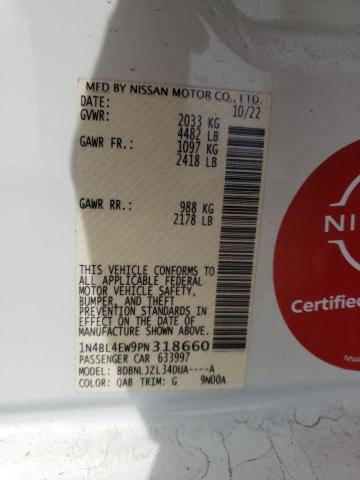 MFD BY NISSAN MOTOR CO., LTD.
DATE: 10/22
GVWR: 2033 KG
4482 LB
GAWR FR.: 1097 KG
2418 LB
GAWR RR.: 988 KG
2178 LB
THIS VEHICLE CONFORMS TO
ALL APPLICABLE FEDERAL
MOTOR VEHICLE SAFETY,
BUMPER, AND THEFT
PREVENTION STANDARDS IN
EFFECT ON THE DATE OF
MANUFACTURE SHOWN ABOVE.
1N4BL4EW9PN318660
PASSENGER CAR 633997
MODEL: BDBNLJZL34DUA----A
COLOR: QAB TRIM: G 9N00A
NI
Certified
NNA